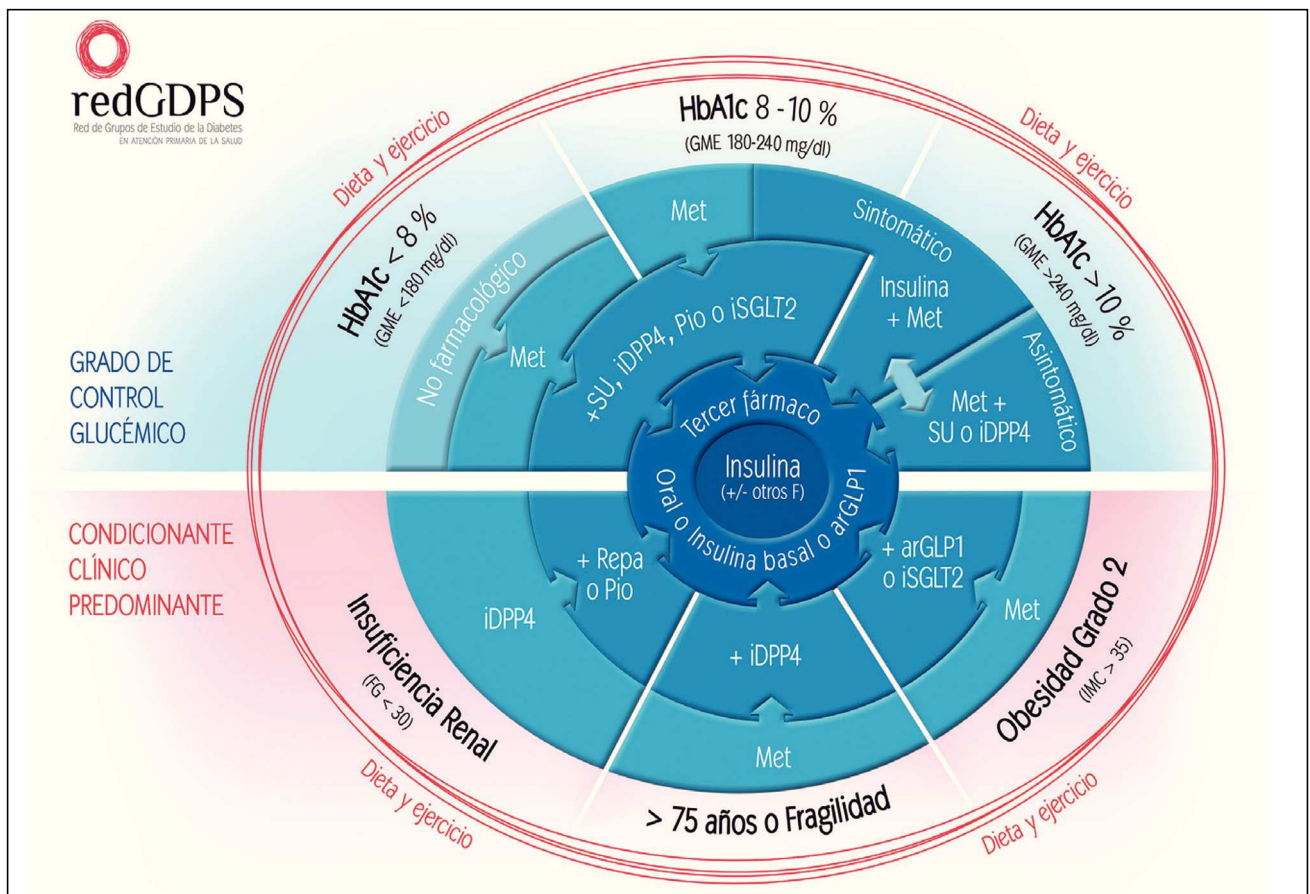 redGDPS
Red de Grupos de Estudio de la Diabetes
EN ATENCIÓN PRIMARIA DE LA SALUD
Dieta y ejercicio
HbA1c 8 - 10 %
(GME 180-240 mg/dl)
Dieta y ejercicio
HbA1c < 8 %
(GME <180 mg/dl)
HbA1c > 10 %
(GME >240 mg/dl)
GRADO DE
CONTROL
GLUCÉMICO
No farmacológico
Met
Met
+SU, iDPP4, Pio o iSGLT2
Sintomático
Insulina
+ Met
Asintomático
Met +
SU o iDPP4
Tercer fármaco
Insulina
(+/- otros F)
Oral o Insulina basal o arGLP1
CONDICIONANTE
CLÍNICO
PREDOMINANTE
iDPP4
+ Repa
o Pio
+ iDPP4
Met
+ arGLP1
o iSGLT2
Met
Insuficiencia Renal
(FG < 30)
> 75 años o Fragilidad
Obesidad Grado 2
(IMC > 35)
Dieta y ejercicio
Dieta y ejercicio